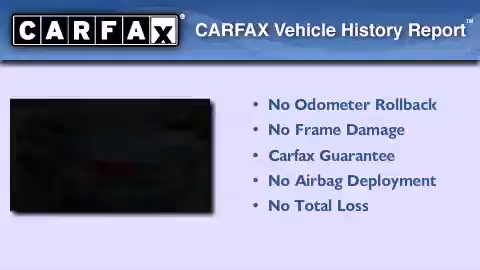 CARFAX® CARFAX Vehicle History Report™
• No Odometer Rollback
• No Frame Damage
• Carfax Guarantee
• No Airbag Deployment
• No Total Loss